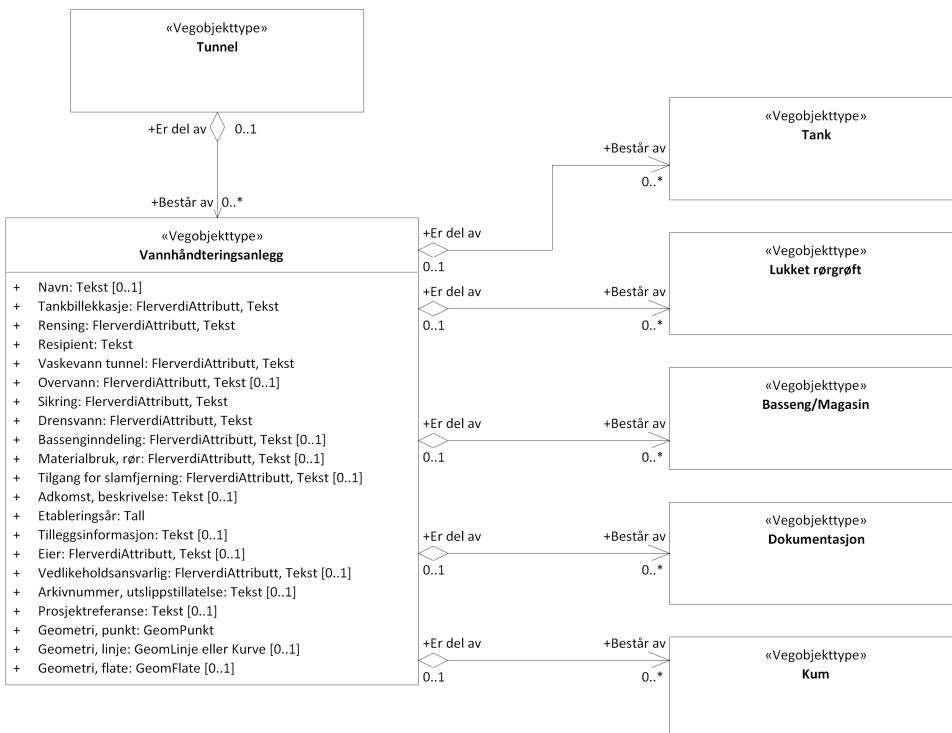 «Vegobjekttype»
Tunnel
+Er del av 0..1
+Består av 0..*
«Vegobjekttype»
Vannhåndteringsanlegg
+ Navn: Tekst [0..1]
+ Tankbillekkasje: FlerverdiAttributt, Tekst
+ Rensing: FlerverdiAttributt, Tekst
+ Resipient: Tekst
+ Vaskevann tunnel: FlerverdiAttributt, Tekst
+ Overvann: FlerverdiAttributt, Tekst [0..1]
+ Sikring: FlerverdiAttributt, Tekst
+ Drensvann: FlerverdiAttributt, Tekst
+ Bassenginndeling: FlerverdiAttributt, Tekst [0..1]
+ Materialbruk, rør: FlerverdiAttributt, Tekst [0..1]
+ Tilgang for slamfjerning: FlerverdiAttributt, Tekst [0..1]
+ Adkomst, beskrivelse: Tekst [0..1]
+ Etableringsår: Tall
+ Tilleggsinformasjon: Tekst [0..1]
+ Eier: FlerverdiAttributt, Tekst [0..1]
+ Vedlikeholdsansvarlig: FlerverdiAttributt, Tekst [0..1]
+ Arkivnummer, utslippstillatelse: Tekst [0..1]
+ Prosjektreferanse: Tekst [0..1]
+ Geometri, punkt: GeomPunkt
+ Geometri, linje: GeomLinje eller Kurve [0..1]
+ Geometri, flate: GeomFlate [0..1]
+Er del av
0..1
+Består av
0..*
«Vegobjekttype»
Tank
+Er del av
0..1
+Består av
0..*
«Vegobjekttype»
Lukket rørgrøft
+Er del av
0..1
+Består av
0..*
«Vegobjekttype»
Basseng/Magasin
+Er del av
0..1
+Består av
0..*
«Vegobjekttype»
Dokumentasjon
+Er del av
0..1
+Består av
0..*
«Vegobjekttype»
Kum